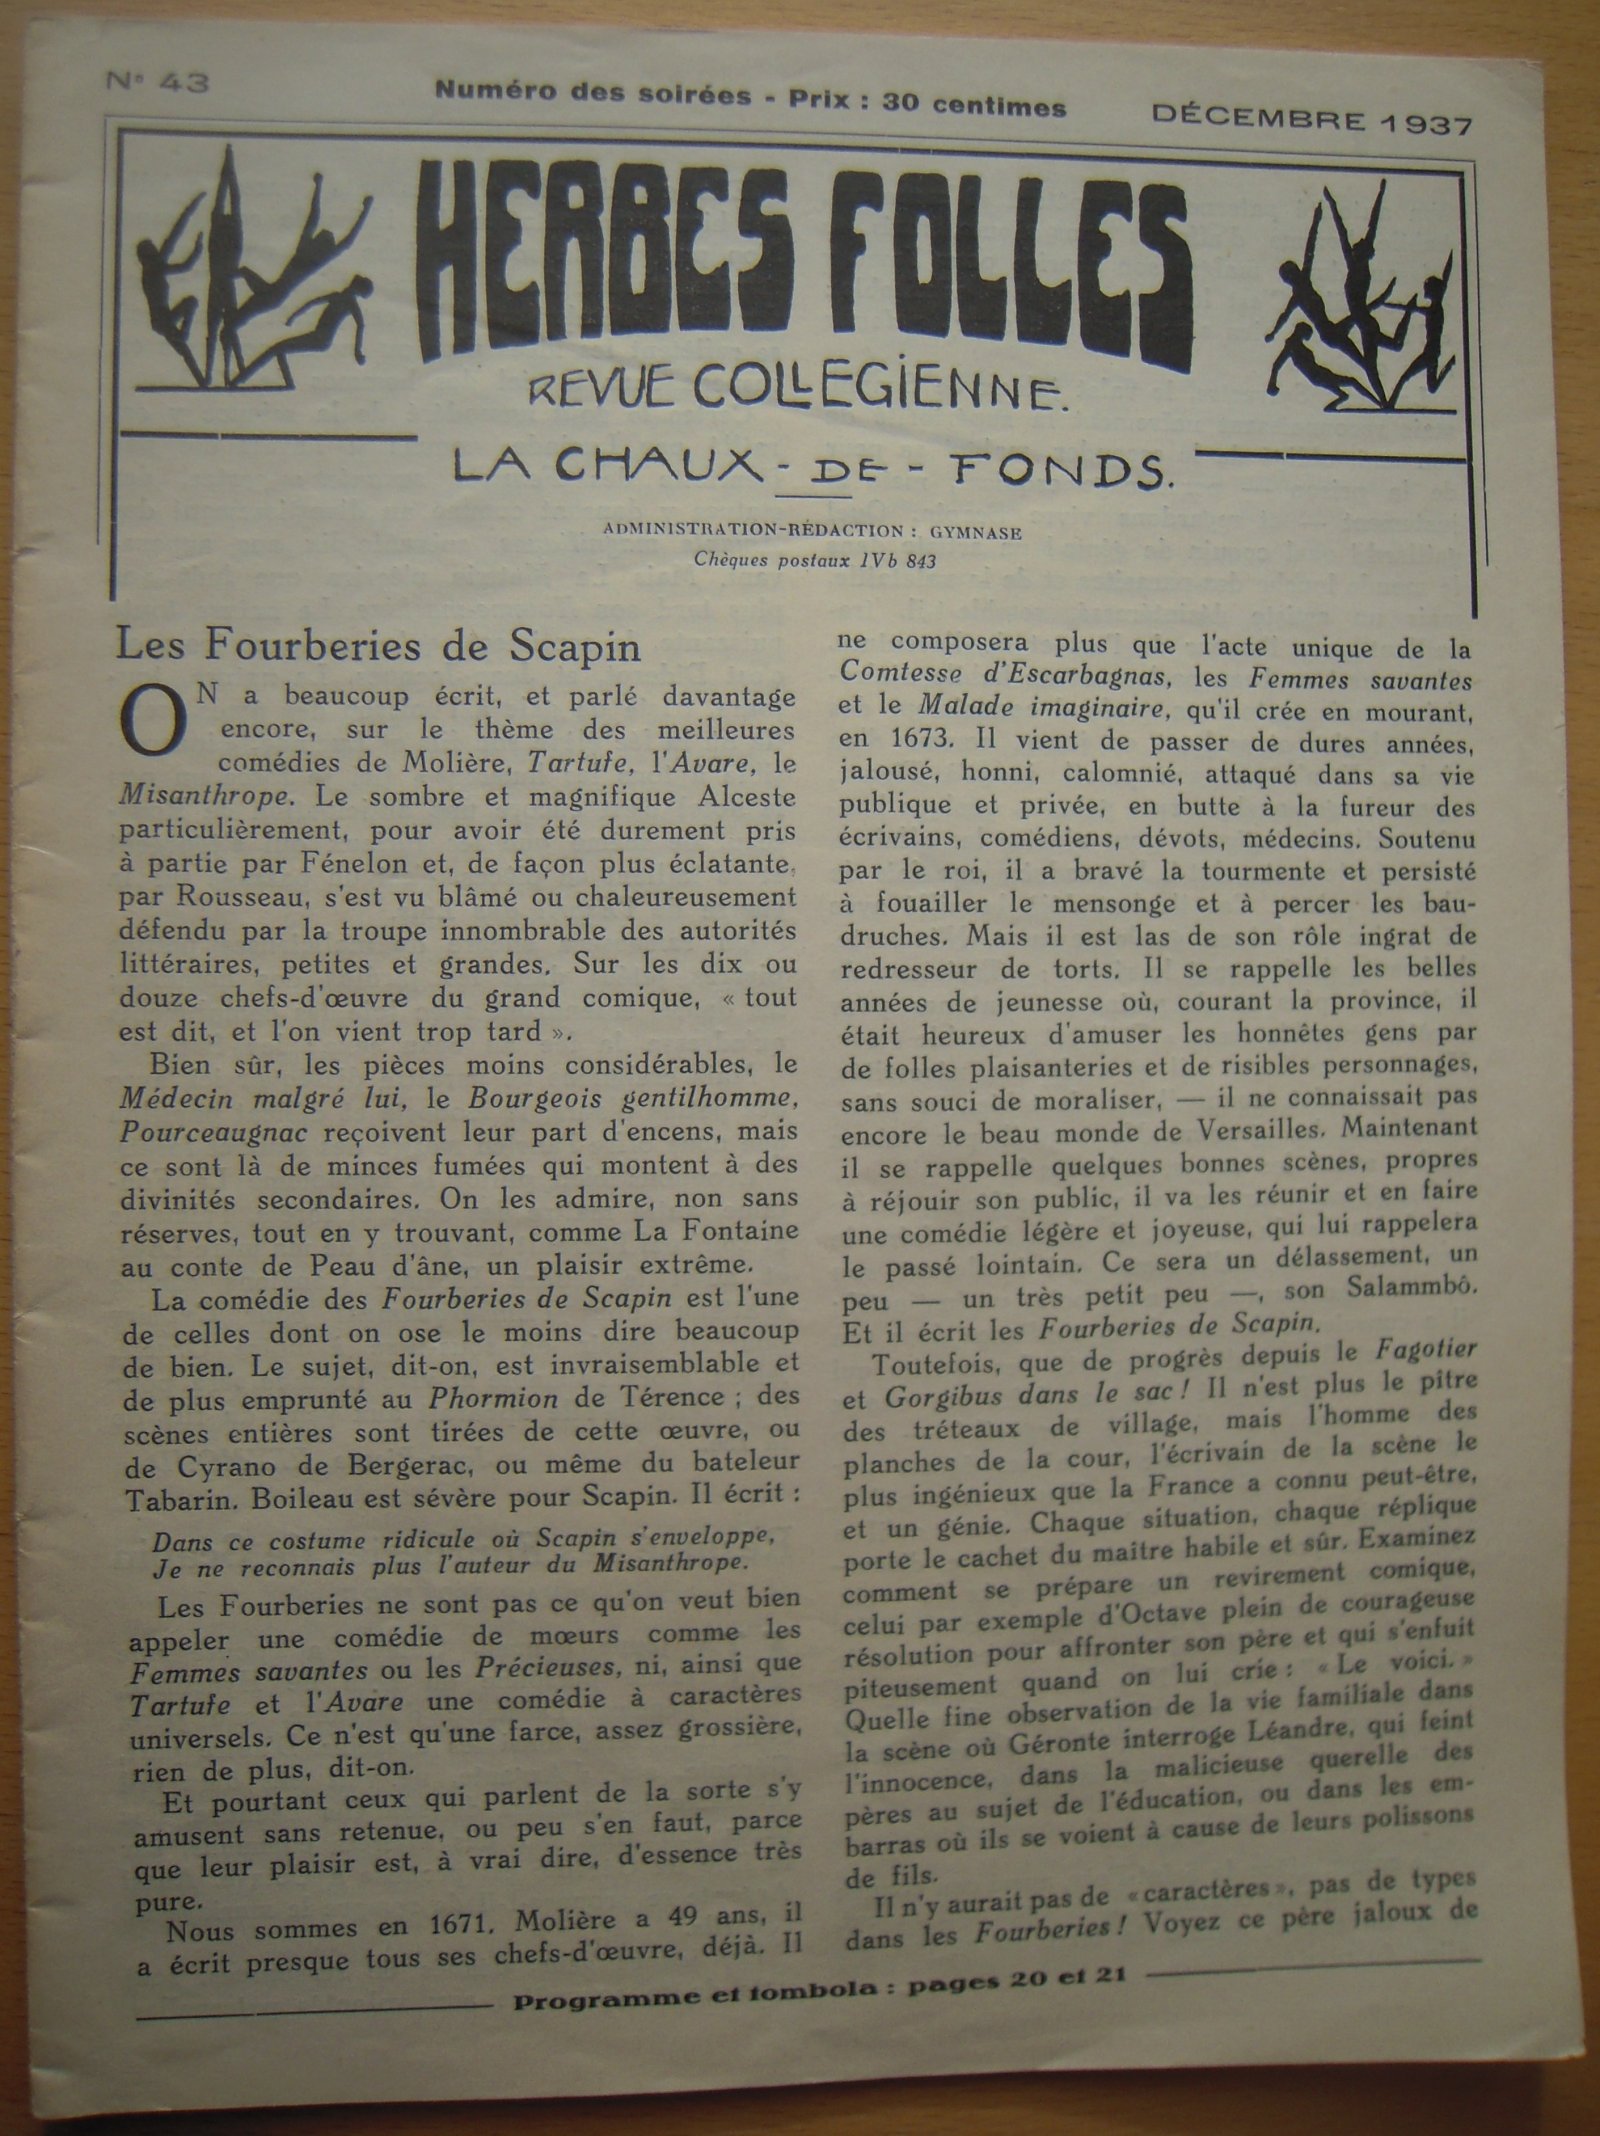 N° 43
Numéro des soirées - Prix : 30 centimes
DÉCEMBRE 1937
HERBES FOLLES
REVUE COLLEGIENNE.
LA CHAUX-DE-FONDS.
ADMINISTRATION-RÉDACTION : GYMNASE
Chèques postaux IVb 843
Les Fourberies de Scapin
ON a beaucoup écrit, et parlé davantage
encore, sur le thème des meilleures
comédies de Molière, Tartufe, l'Avare, le
Misanthrope. Le sombre et magnifique Alceste
particulièrement, pour avoir été durement pris
à partie par Fénelon et, de façon plus éclatante,
par Rousseau, s'est vu blâmé ou chaleureusement
défendu par la troupe innombrable des autorités
littéraires, petites et grandes. Sur les dix ou
douze chefs-d'œuvre du grand comique, « tout
est dit, et l'on vient trop tard ».
Bien sûr, les pièces moins considérables, le
Médecin malgré lui, le Bourgeois gentilhomme,
Pourceaugnac reçoivent leur part d'encens, mais
ce sont là de minces fumées qui montent à des
divinités secondaires. On les admire, non sans
réserves, tout en y trouvant, comme La Fontaine
au conte de Peau d'âne, un plaisir extrême.
La comédie des Fourberies de Scapin est l'une
de celles dont on ose le moins dire beaucoup
de bien. Le sujet, dit-on, est invraisemblable et
de plus emprunté au Phormion de Térence ; des
scènes entières sont tirées de cette œuvre, ou
de Cyrano de Bergerac, ou même du bateleur
Tabarin. Boileau est sévère pour Scapin. Il écrit :
Dans ce costume ridicule où Scapin s'enveloppe,
Je ne reconnais plus l'auteur du Misanthrope.
Les Fourberies ne sont pas ce qu'on veut bien
appeler une comédie de mœurs comme les
Femmes savantes ou les Précieuses, ni, ainsi que
Tartufe et l'Avare une comédie à caractères
universels. Ce n'est qu'une farce, assez grossière,
rien de plus, dit-on.
Et pourtant ceux qui parlent de la sorte s'y
amusent sans retenue, ou peu s'en faut, parce
que leur plaisir est, à vrai dire, d'essence très
pure.
Nous sommes en 1671. Molière a 49 ans, il
a écrit presque tous ses chefs-d'œuvre, déjà. Il
ne composera plus que l'acte unique de la
Comtesse d'Escarbagnas, les Femmes savantes
et le Malade imaginaire, qu'il crée en mourant,
en 1673. Il vient de passer de dures années,
jalousé, honni, calomnié, attaqué dans sa vie
publique et privée, en butte à la fureur des
écrivains, comédiens, dévots, médecins. Soutenu
par le roi, il a bravé la tourmente et persisté
à fouailler le mensonge et à percer les bau-
druches. Mais il est las de son rôle ingrat de
redresseur de torts. Il se rappelle les belles
années de jeunesse où, courant la province, il
était heureux d'amuser les honnêtes gens par
de folles plaisanteries et de risibles personnages,
sans souci de moraliser, — il ne connaissait pas
encore le beau monde de Versailles. Maintenant
il se rappelle quelques bonnes scènes, propres
à réjouir son public, il va les réunir et en faire
une comédie légère et joyeuse, qui lui rappelera
le passé lointain. Ce sera un délassement, un
peu — un très petit peu —, son Salammbô.
Et il écrit les Fourberies de Scapin.
Toutefois, que de progrès depuis le Fagotier
et Gorgibus dans le sac ! Il n'est plus le pitre
des tréteaux de village, mais l'homme des
planches de la cour, l'écrivain de la scène le
plus ingénieux que la France a connu peut-être,
et un génie. Chaque situation, chaque réplique
porte le cachet du maitre habile et sûr. Examinez
comment se prépare un revirement comique,
celui par exemple d'Octave plein de courageuse
résolution pour affronter son père et qui s'enfuit
piteusement quand on lui crie : « Le voici. »
Quelle fine observation de la vie familiale dans
la scène où Géronte interroge Léandre, qui feint
l'innocence, dans la malicieuse querelle des
pères au sujet de l'éducation, ou dans les em-
barras où ils se voient à cause de leurs polissons
de fils.
Il n'y aurait pas de « caractères », pas de types
dans les Fourberies ! Voyez ce père jaloux de
Programme et tombola : pages 20 et 21